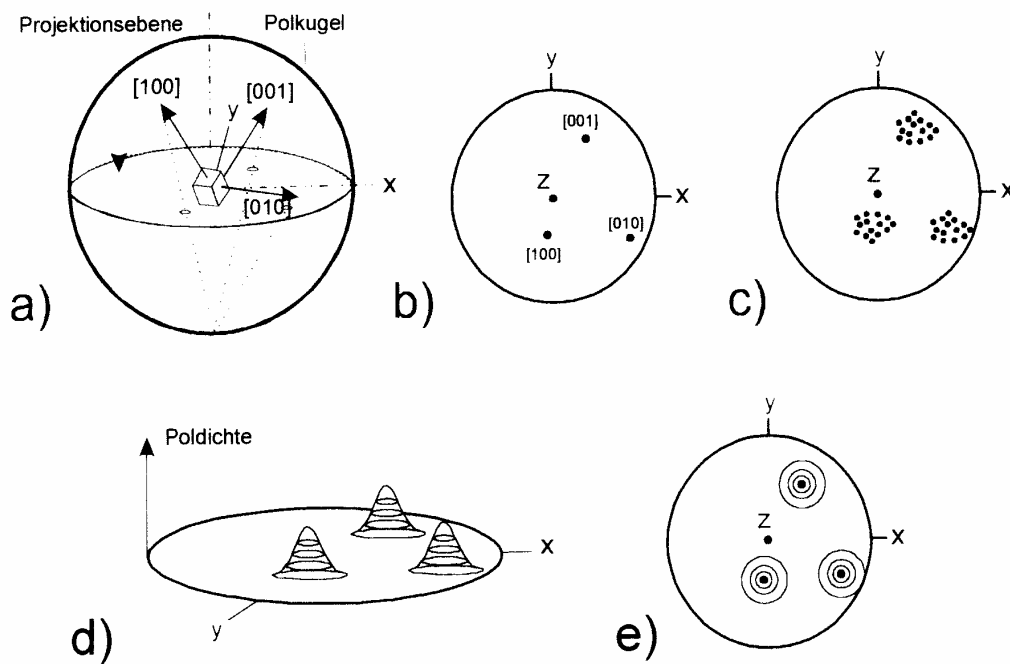 Projektionsebene
Polkugel
[100]
[001]
y
x
[010]
a)
y
[001]
z
x
[010]
[100]
b)
y
z
x
c)
Poldichte
x
y
d)
y
z
x
e)